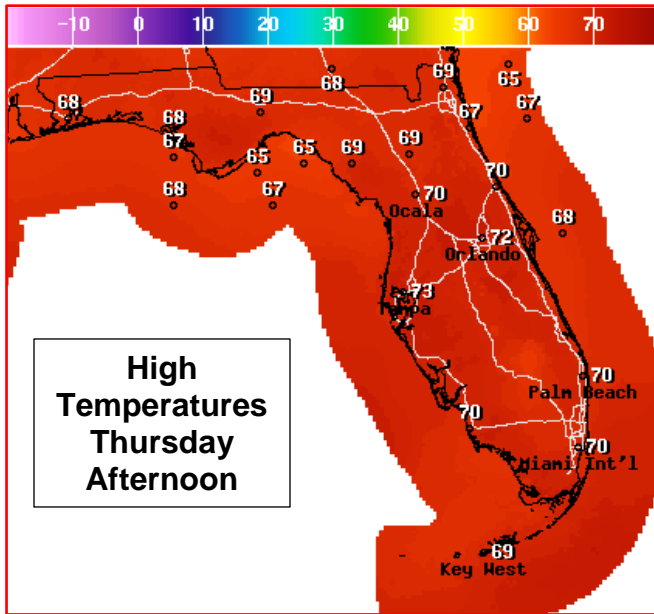 -10 0 10 20 30 40 50 60 70
69
68
65
68
69
67
67
68
67
65
65
69
69
70
68
70
Ocala
72
Orlando
68
73
Tampa
High
Temperatures
Thursday
Afternoon
70
Palm Beach
70
70
Miami Int'l
69
Key West